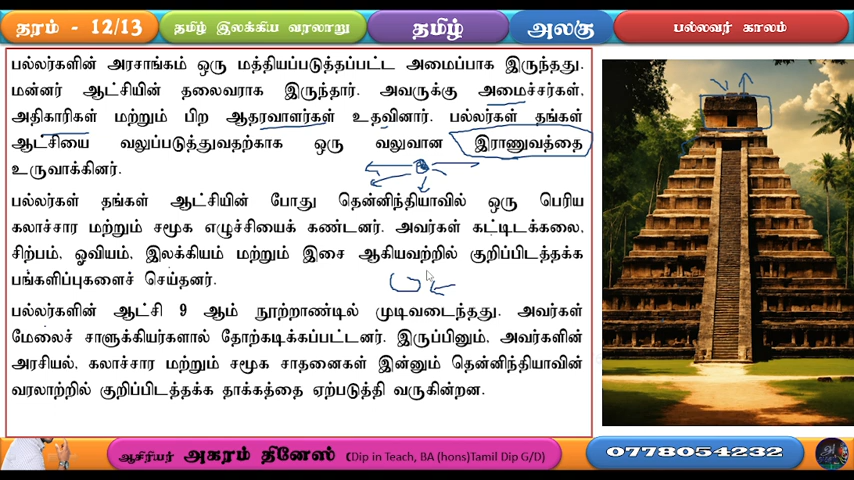 தரம் - 12/13
தமிழ் இலக்கிய வரலாறு
தமிழ்
அலகு
பல்லவர் காலம்
பல்லர்களின் அரசாங்கம் ஒரு மத்தியப்படுத்தப்பட்ட அமைப்பாக இருந்தது.
மன்னர் ஆட்சியின் தலைவராக இருந்தார். அவருக்கு அமைச்சர்கள்,
அதிகாரிகள் மற்றும் பிற ஆதரவாளர்கள் உதவினார். பல்லர்கள் தங்கள்
ஆட்சியை வலுப்படுத்துவதற்காக ஒரு வலுவான இராணுவத்தை
உருவாக்கினர்.
பல்லர்கள் தங்கள் ஆட்சியின் போது தென்னிந்தியாவில் ஒரு பெரிய
கலாச்சார மற்றும் சமூக எழுச்சியைக் கண்டனர். அவர்கள் கட்டிடக்கலை,
சிற்பம், ஓவியம், இலக்கியம் மற்றும் இசை ஆகியவற்றில் குறிப்பிடத்தக்க
பங்களிப்புகளைச் செய்தனர்.
பல்லர்களின் ஆட்சி 9 ஆம் நூற்றாண்டில் முடிவடைந்தது. அவர்கள்
மேலைச் சாளுக்கியர்களால் தோற்கடிக்கப்பட்டனர். இருப்பினும், அவர்களின்
அரசியல், கலாச்சார மற்றும் சமூக சாதனைகள் இன்னும் தென்னிந்தியாவின்
வரலாற்றில் குறிப்பிடத்தக்க தாக்கத்தை ஏற்படுத்தி வருகின்றன.
ஆசிரியர் அகரம் தினேஸ் (Dip in Teach, BA (hons)Tamil Dip G/D)
0778054232